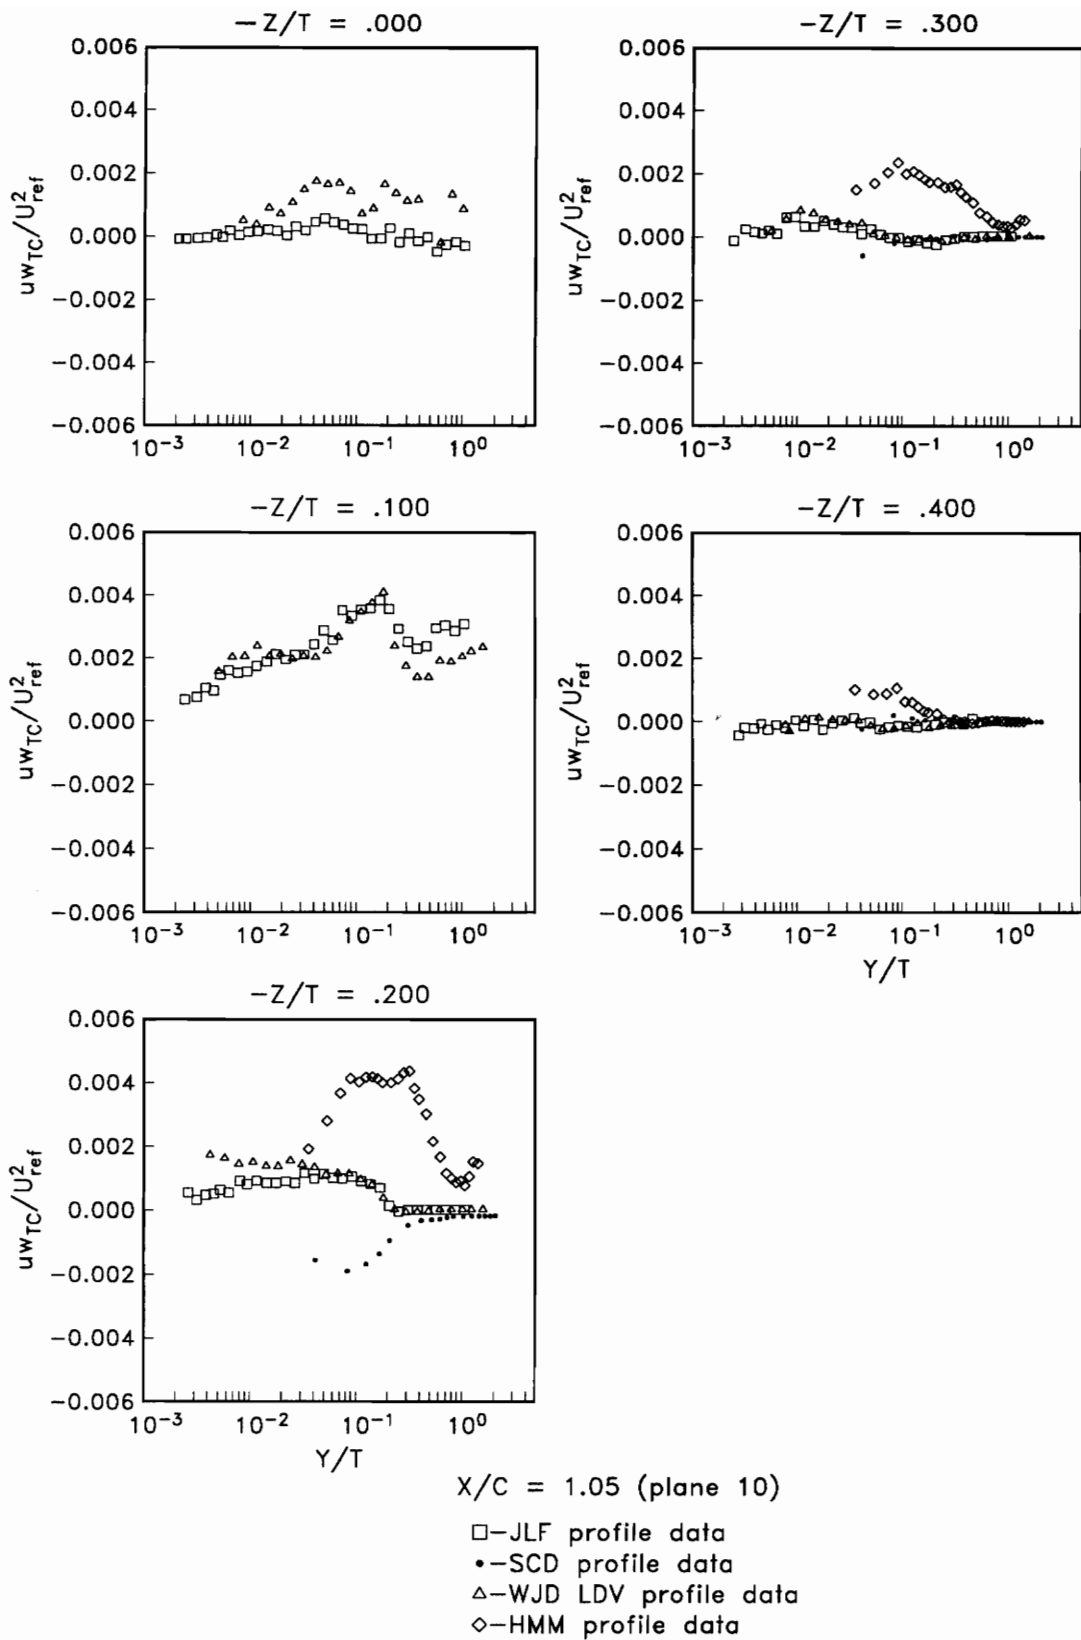 −Z/T = .000
0.006
0.004
0.002
0.000
−0.002
−0.004
−0.006
uw_TC/U²_ref
10⁻³ 10⁻² 10⁻¹ 10⁰
−Z/T = .300
0.006
0.004
0.002
0.000
−0.002
−0.004
−0.006
uw_TC/U²_ref
10⁻³ 10⁻² 10⁻¹ 10⁰
−Z/T = .100
0.006
0.004
0.002
0.000
−0.002
−0.004
−0.006
uw_TC/U²_ref
10⁻³ 10⁻² 10⁻¹ 10⁰
−Z/T = .400
0.006
0.004
0.002
0.000
−0.002
−0.004
−0.006
uw_TC/U²_ref
10⁻³ 10⁻² 10⁻¹ 10⁰
Y/T
−Z/T = .200
0.006
0.004
0.002
0.000
−0.002
−0.004
−0.006
uw_TC/U²_ref
10⁻³ 10⁻² 10⁻¹ 10⁰
Y/T
X/C = 1.05 (plane 10)
□−JLF profile data
•−SCD profile data
△−WJD LDV profile data
◇−HMM profile data